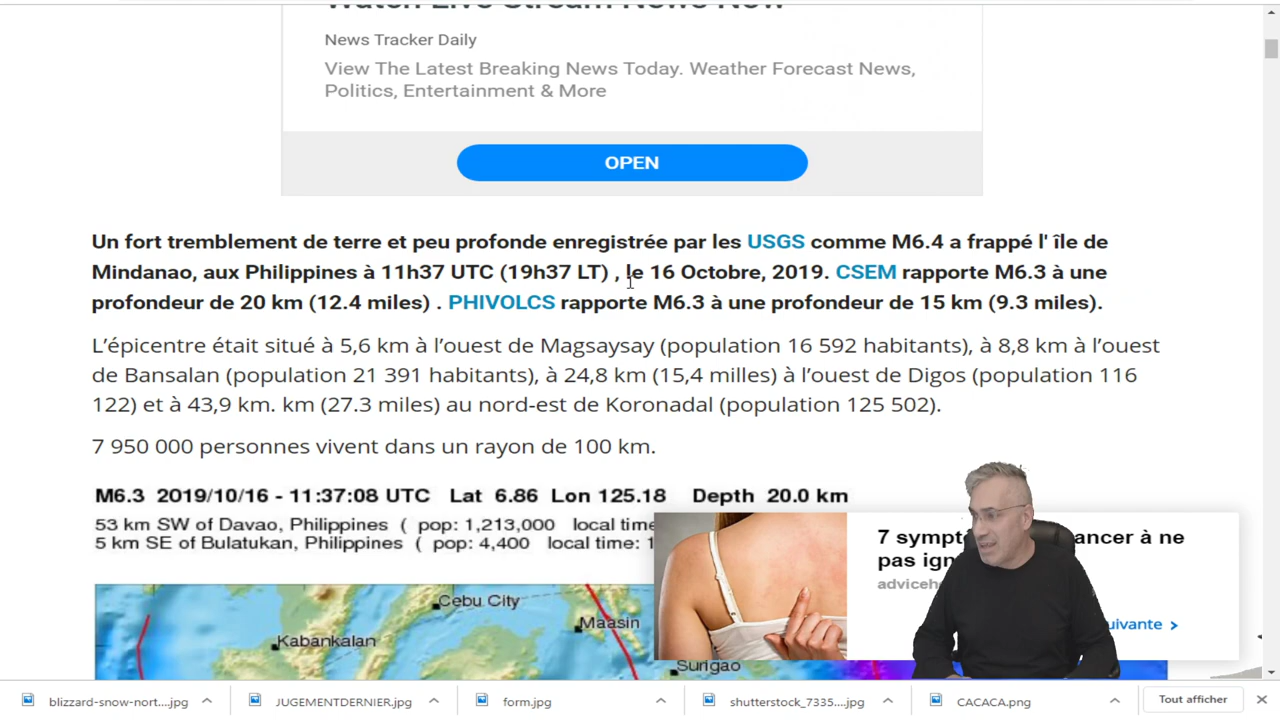 Watch Live Stream News Now
News Tracker Daily
View The Latest Breaking News Today. Weather Forecast News,
Politics, Entertainment & More
OPEN
Un fort tremblement de terre et peu profonde enregistrée par les USGS comme M6.4 a frappé l' île de
Mindanao, aux Philippines à 11h37 UTC (19h37 LT) , le 16 Octobre, 2019. CSEM rapporte M6.3 à une
profondeur de 20 km (12.4 miles) . PHIVOLCS rapporte M6.3 à une profondeur de 15 km (9.3 miles).
L'épicentre était situé à 5,6 km à l'ouest de Magsaysay (population 16 592 habitants), à 8,8 km à l'ouest
de Bansalan (population 21 391 habitants), à 24,8 km (15,4 milles) à l'ouest de Digos (population 116
122) et à 43,9 km. km (27.3 miles) au nord-est de Koronadal (population 125 502).
7 950 000 personnes vivent dans un rayon de 100 km.
M6.3 2019/10/16 - 11:37:08 UTC Lat 6.86 Lon 125.18 Depth 20.0 km
53 km SW of Davao, Philippines ( pop: 1,213,000 local time
5 km SE of Bulatukan, Philippines ( pop: 4,400 local time: 1
7 sympt ancer à ne
pas ign
adviceh
uivante >
Cebu City
Maasin
Kabankalan
Surigao
blizzard-snow-nort....jpg
JUGEMENTDERNIER.jpg
form.jpg
shutterstock_7335....jpg
CACACA.png
Tout afficher